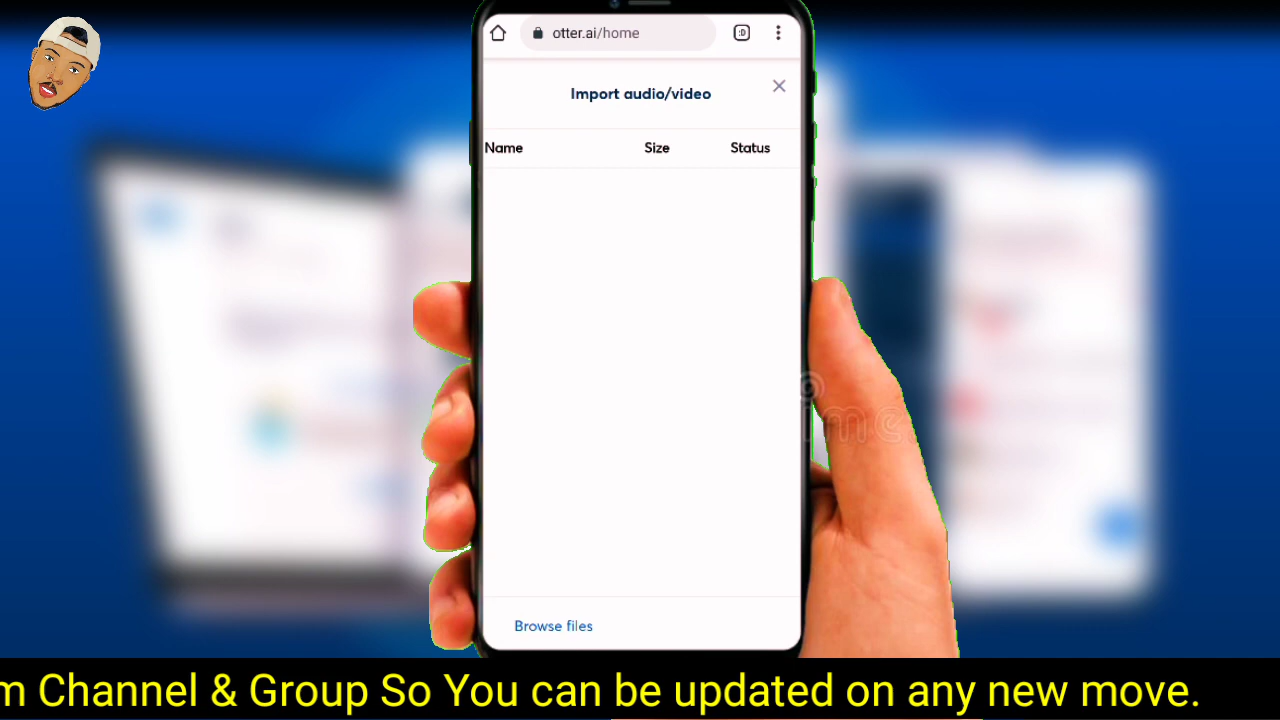 otter.ai/home
:D
Import audio/video
Name Size Status
Browse files
m Channel & Group So You can be updated on any new move.